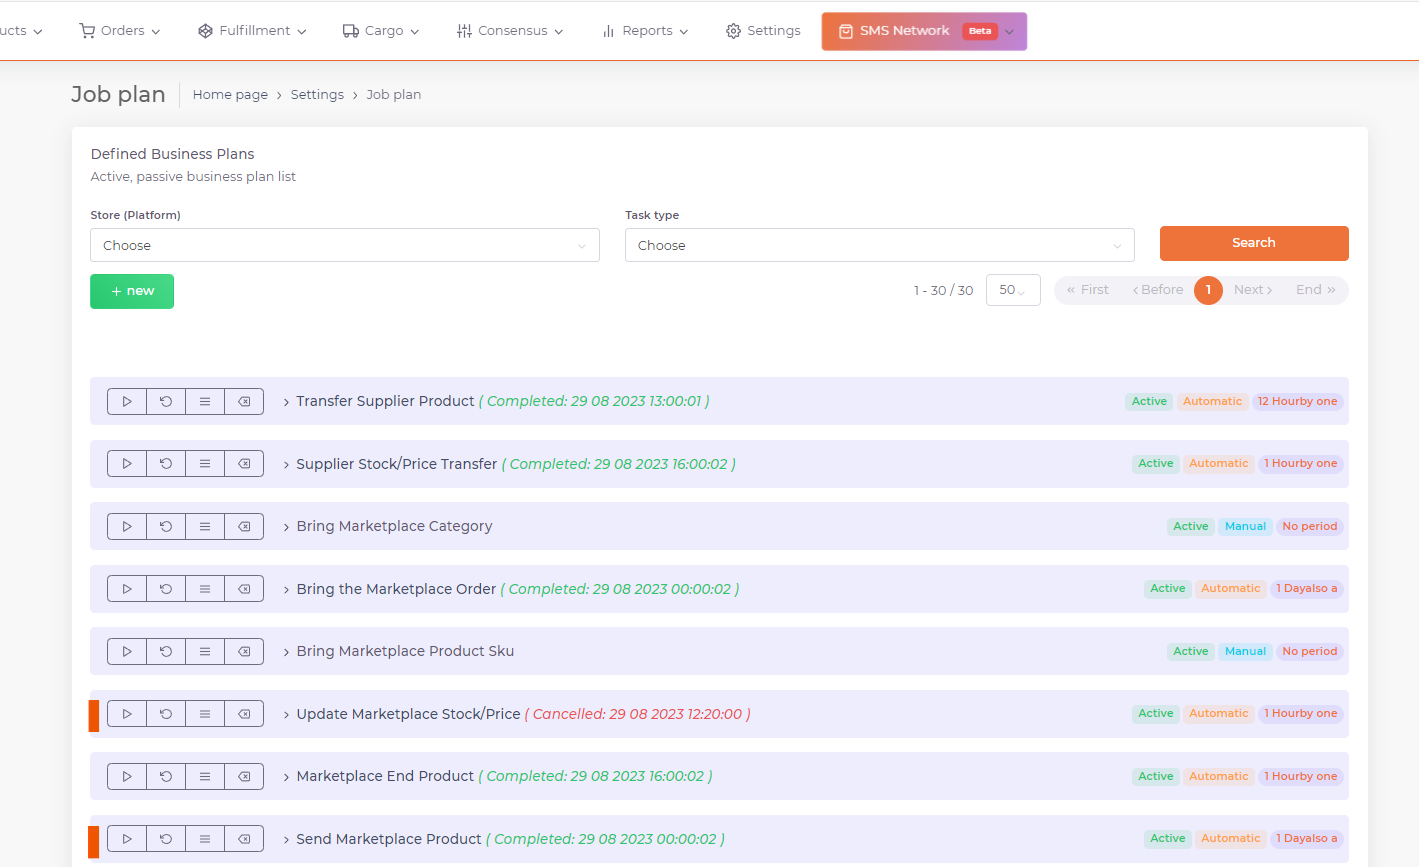 ucts Orders Fulfillment Cargo Consensus Reports Settings SMS Network Beta
Job plan Home page › Settings › Job plan
Defined Business Plans
Active, passive business plan list
Store (Platform) Task type
Choose Choose Search
+ new 1 - 30 / 30 50 « First ‹ Before 1 Next › End »
› Transfer Supplier Product ( Completed: 29 08 2023 13:00:01 ) Active Automatic 12 Hourby one
› Supplier Stock/Price Transfer ( Completed: 29 08 2023 16:00:02 ) Active Automatic 1 Hourby one
› Bring Marketplace Category Active Manual No period
› Bring the Marketplace Order ( Completed: 29 08 2023 00:00:02 ) Active Automatic 1 Dayalso a
› Bring Marketplace Product Sku Active Manual No period
› Update Marketplace Stock/Price ( Cancelled: 29 08 2023 12:20:00 ) Active Automatic 1 Hourby one
› Marketplace End Product ( Completed: 29 08 2023 16:00:02 ) Active Automatic 1 Hourby one
› Send Marketplace Product ( Completed: 29 08 2023 00:00:02 ) Active Automatic 1 Dayalso a